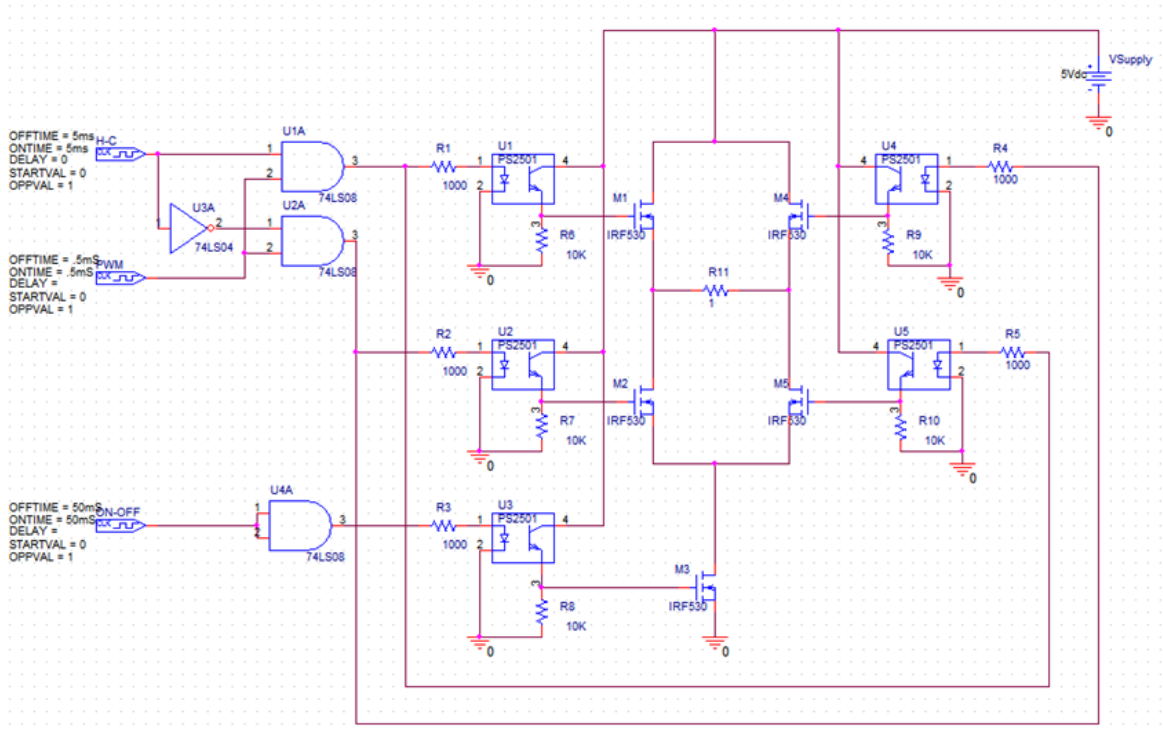 VSupply
5Vdc
+
-
0
OFFTIME = 5ms
ONTIME = 5ms
DELAY = 0
STARTVAL = 0
OPPVAL = 1
H-C
CLK
U1A
1
2
3
74LS08
U3A
1
2
74LS04
U2A
1
2
3
74LS08
OFFTIME = .5mS
ONTIME = .5mS
DELAY =
STARTVAL = 0
OPPVAL = 1
PWM
CLK
R1
1000
U1
PS2501
1
2
4
3
R6
10K
0
M1
IRF530
M4
IRF530
U4
PS2501
4
1
2
3
R4
1000
R9
10K
0
R11
1
R2
1000
U2
PS2501
1
2
4
3
R7
10K
0
M2
IRF530
M5
IRF530
U5
PS2501
4
1
2
3
R5
1000
R10
10K
0
OFFTIME = 50mS
ONTIME = 50mS
DELAY =
STARTVAL = 0
OPPVAL = 1
ON-OFF
CLK
U4A
1
2
3
74LS08
R3
1000
U3
PS2501
1
2
4
3
R8
10K
0
M3
IRF530
0